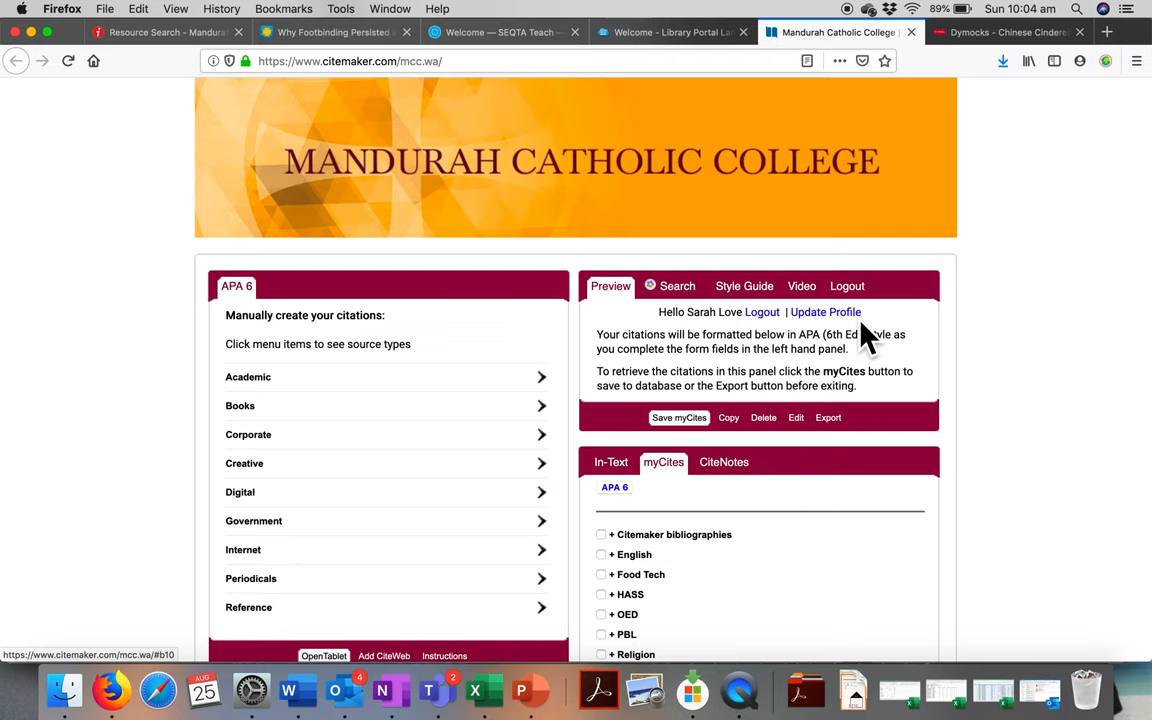 Firefox File Edit View History Bookmarks Tools Window Help 89% Sun 10:04 am
Resource Search - Mandura Why Footbinding Persisted i Welcome — SEQTA Teach — Welcome - Library Portal Lan Mandurah Catholic College | Dymocks - Chinese Cindere
https://www.citemaker.com/mcc.wa/
MANDURAH CATHOLIC COLLEGE
APA 6
Manually create your citations:
Click menu items to see source types
Academic
Books
Corporate
Creative
Digital
Government
Internet
Periodicals
Reference
OpenTablet Add CiteWeb Instructions
Preview Search Style Guide Video Logout
Hello Sarah Love Logout | Update Profile
Your citations will be formatted below in APA (6th Ed yle as
you complete the form fields in the left hand panel.
To retrieve the citations in this panel click the myCites button to
save to database or the Export button before exiting.
Save myCites Copy Delete Edit Export
In-Text myCites CiteNotes
APA 6
+ Citemaker bibliographies
+ English
+ Food Tech
+ HASS
+ OED
+ PBL
+ Religion
https://www.citemaker.com/mcc.wa/#b10
AUG
25
W
O
4
N
T
2
X
P